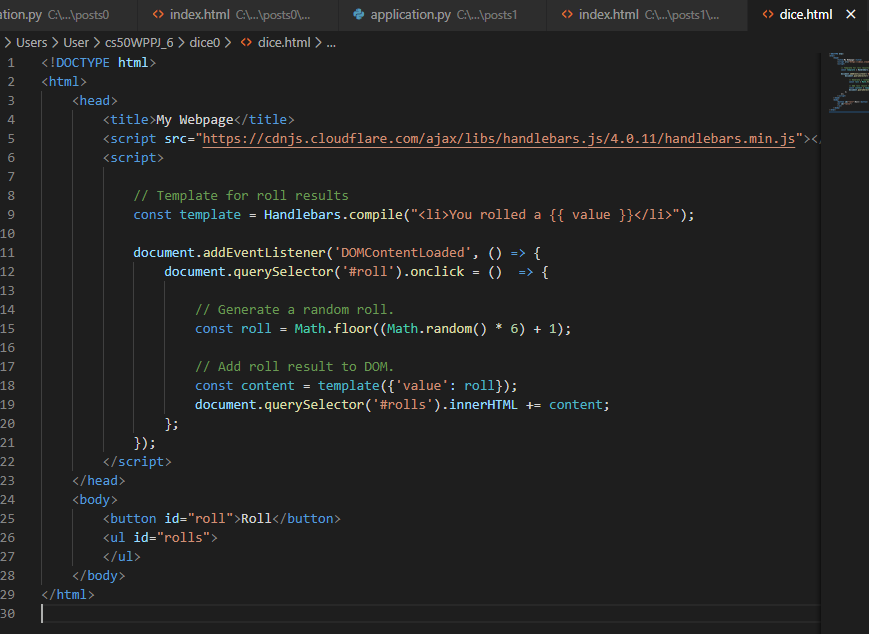 ation.py C:\...\posts0 index.html C:\...\posts0\... application.py C:\...\posts1 index.html C:\...\posts1\... dice.html
Users User cs50WPPJ_6 dice0 dice.html ...
1 <!DOCTYPE html>
2 <html>
3 <head>
4 <title>My Webpage</title>
5 <script src="https://cdnjs.cloudflare.com/ajax/libs/handlebars.js/4.0.11/handlebars.min.js"></
6 <script>
7
8 // Template for roll results
9 const template = Handlebars.compile("<li>You rolled a {{ value }}</li>");
10
11 document.addEventListener('DOMContentLoaded', () => {
12 document.querySelector('#roll').onclick = ()  => {
13
14 // Generate a random roll.
15 const roll = Math.floor((Math.random() * 6) + 1);
16
17 // Add roll result to DOM.
18 const content = template({'value': roll});
19 document.querySelector('#rolls').innerHTML += content;
20 };
21 });
22 </script>
23 </head>
24 <body>
25 <button id="roll">Roll</button>
26 <ul id="rolls">
27 </ul>
28 </body>
29 </html>
30